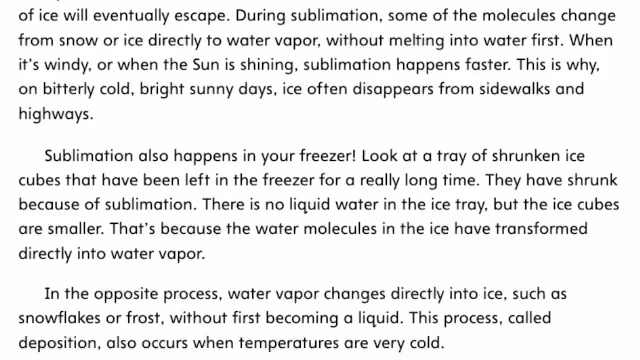 of ice will eventually escape. During sublimation, some of the molecules change
from snow or ice directly to water vapor, without melting into water first. When
it's windy, or when the Sun is shining, sublimation happens faster. This is why,
on bitterly cold, bright sunny days, ice often disappears from sidewalks and
highways.
Sublimation also happens in your freezer! Look at a tray of shrunken ice
cubes that have been left in the freezer for a really long time. They have shrunk
because of sublimation. There is no liquid water in the ice tray, but the ice cubes
are smaller. That's because the water molecules in the ice have transformed
directly into water vapor.
In the opposite process, water vapor changes directly into ice, such as
snowflakes or frost, without first becoming a liquid. This process, called
deposition, also occurs when temperatures are very cold.